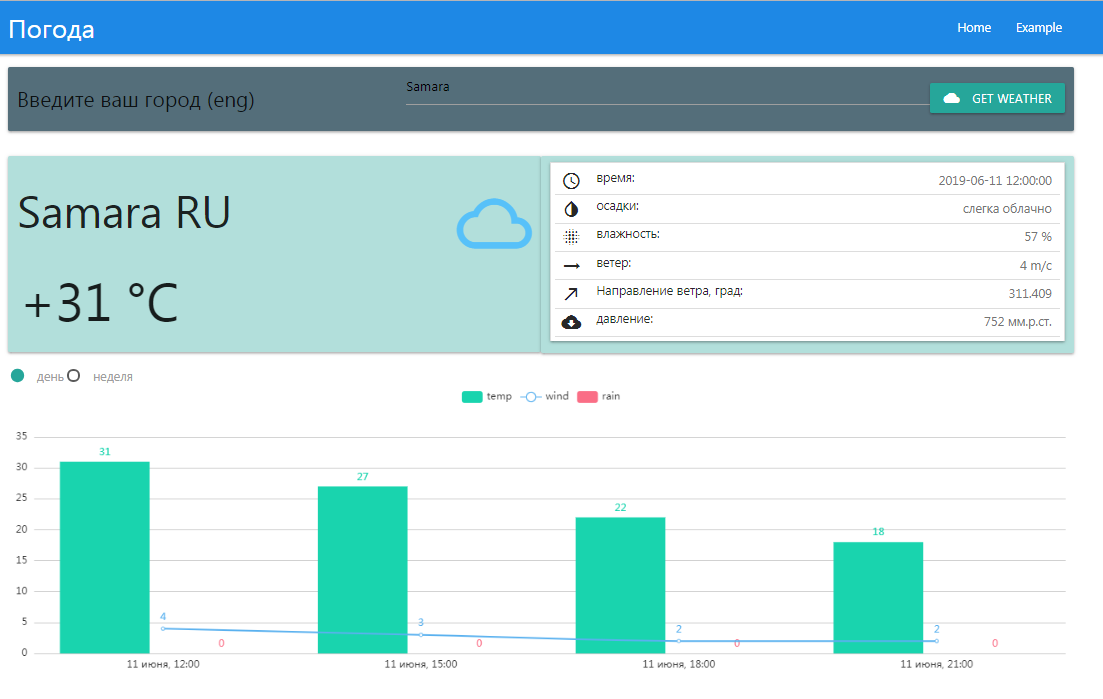 Погода Home Example
Введите ваш город (eng) Samara GET WEATHER
Samara RU
+31 °C
время: 2019-06-11 12:00:00
осадки: слегка облачно
влажность: 57 %
ветер: 4 m/c
Направление ветра, град: 311.409
давление: 752 мм.р.ст.
день неделя
temp wind rain
35
30
25
20
15
10
5
0
31
27
22
18
4
3
2
2
0
0
0
0
11 июня, 12:00 11 июня, 15:00 11 июня, 18:00 11 июня, 21:00